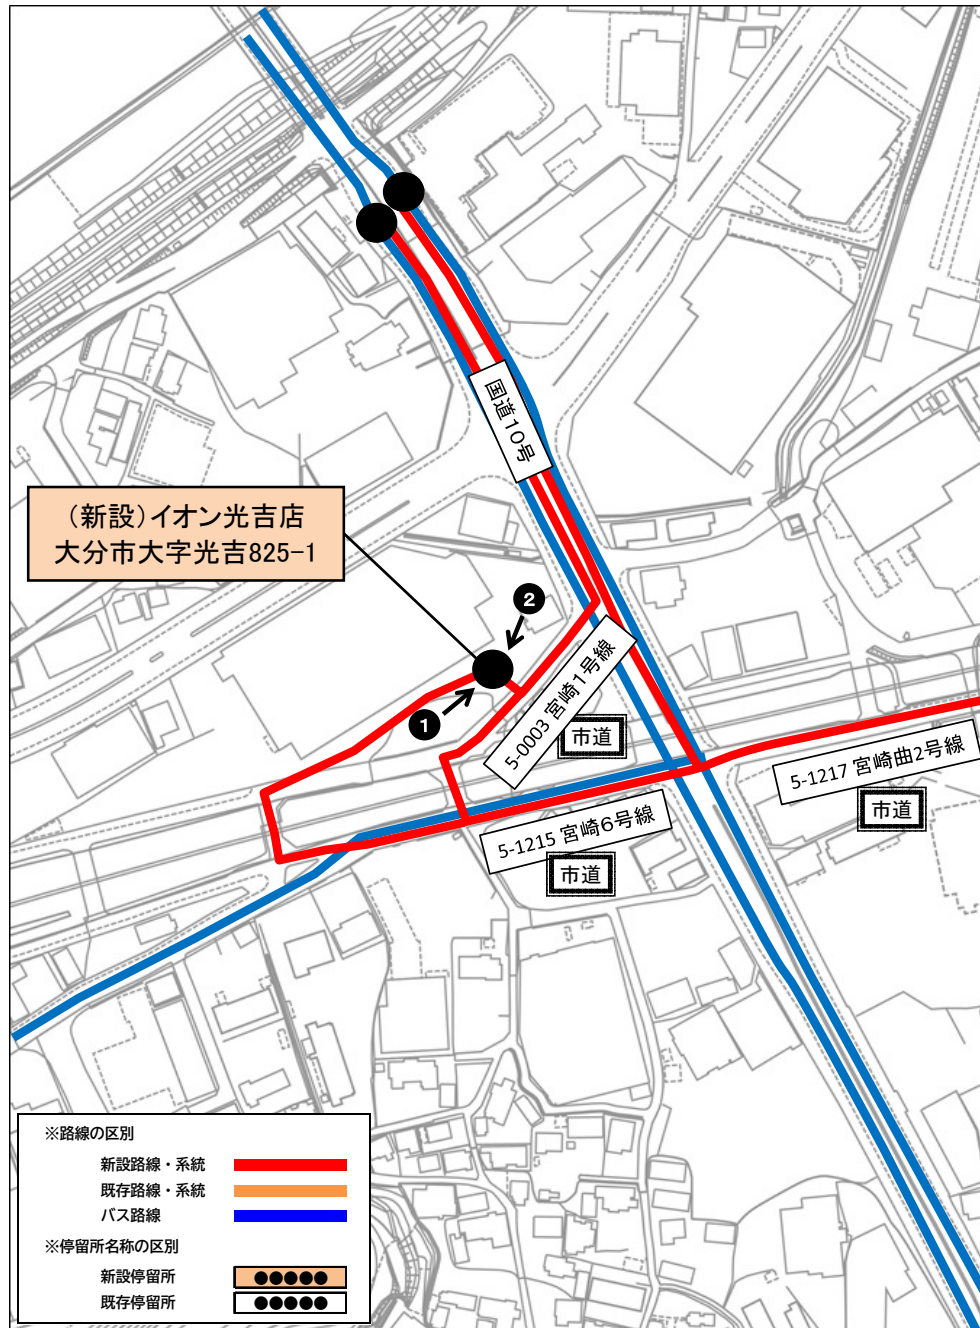 国道10号
（新設）イオン光吉店
大分市大字光吉825-1
❷
❶
5-0003 宮崎１号線
市道
5-1217 宮崎曲2号線
市道
5-1215 宮崎6号線
市道
※路線の区別
新設路線・系統
既存路線・系統
バス路線
※停留所名称の区別
新設停留所 ●●●●●
既存停留所 ●●●●●